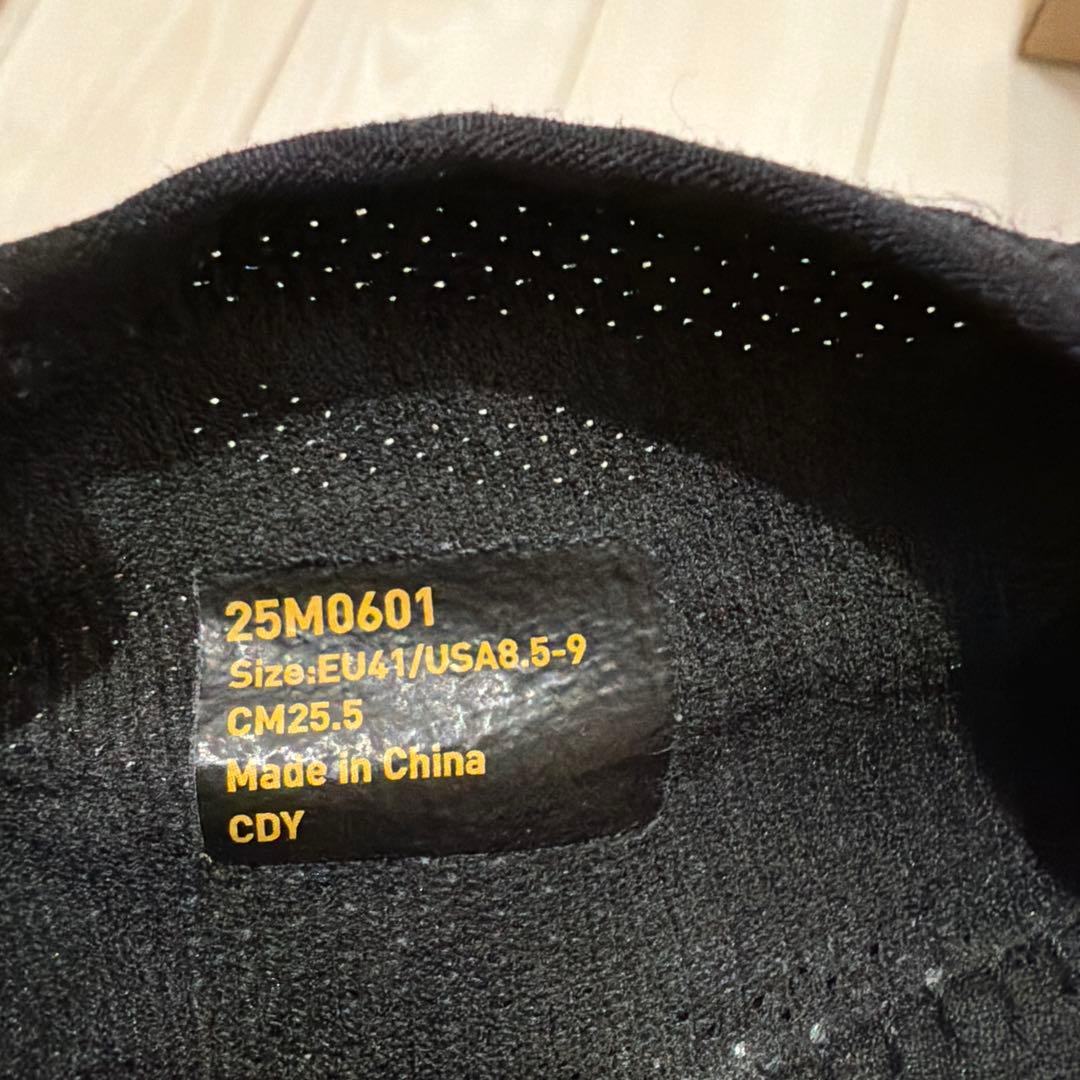 25M0601
Size:EU41/USA8.5-9
CM25.5
Made in China
CDY